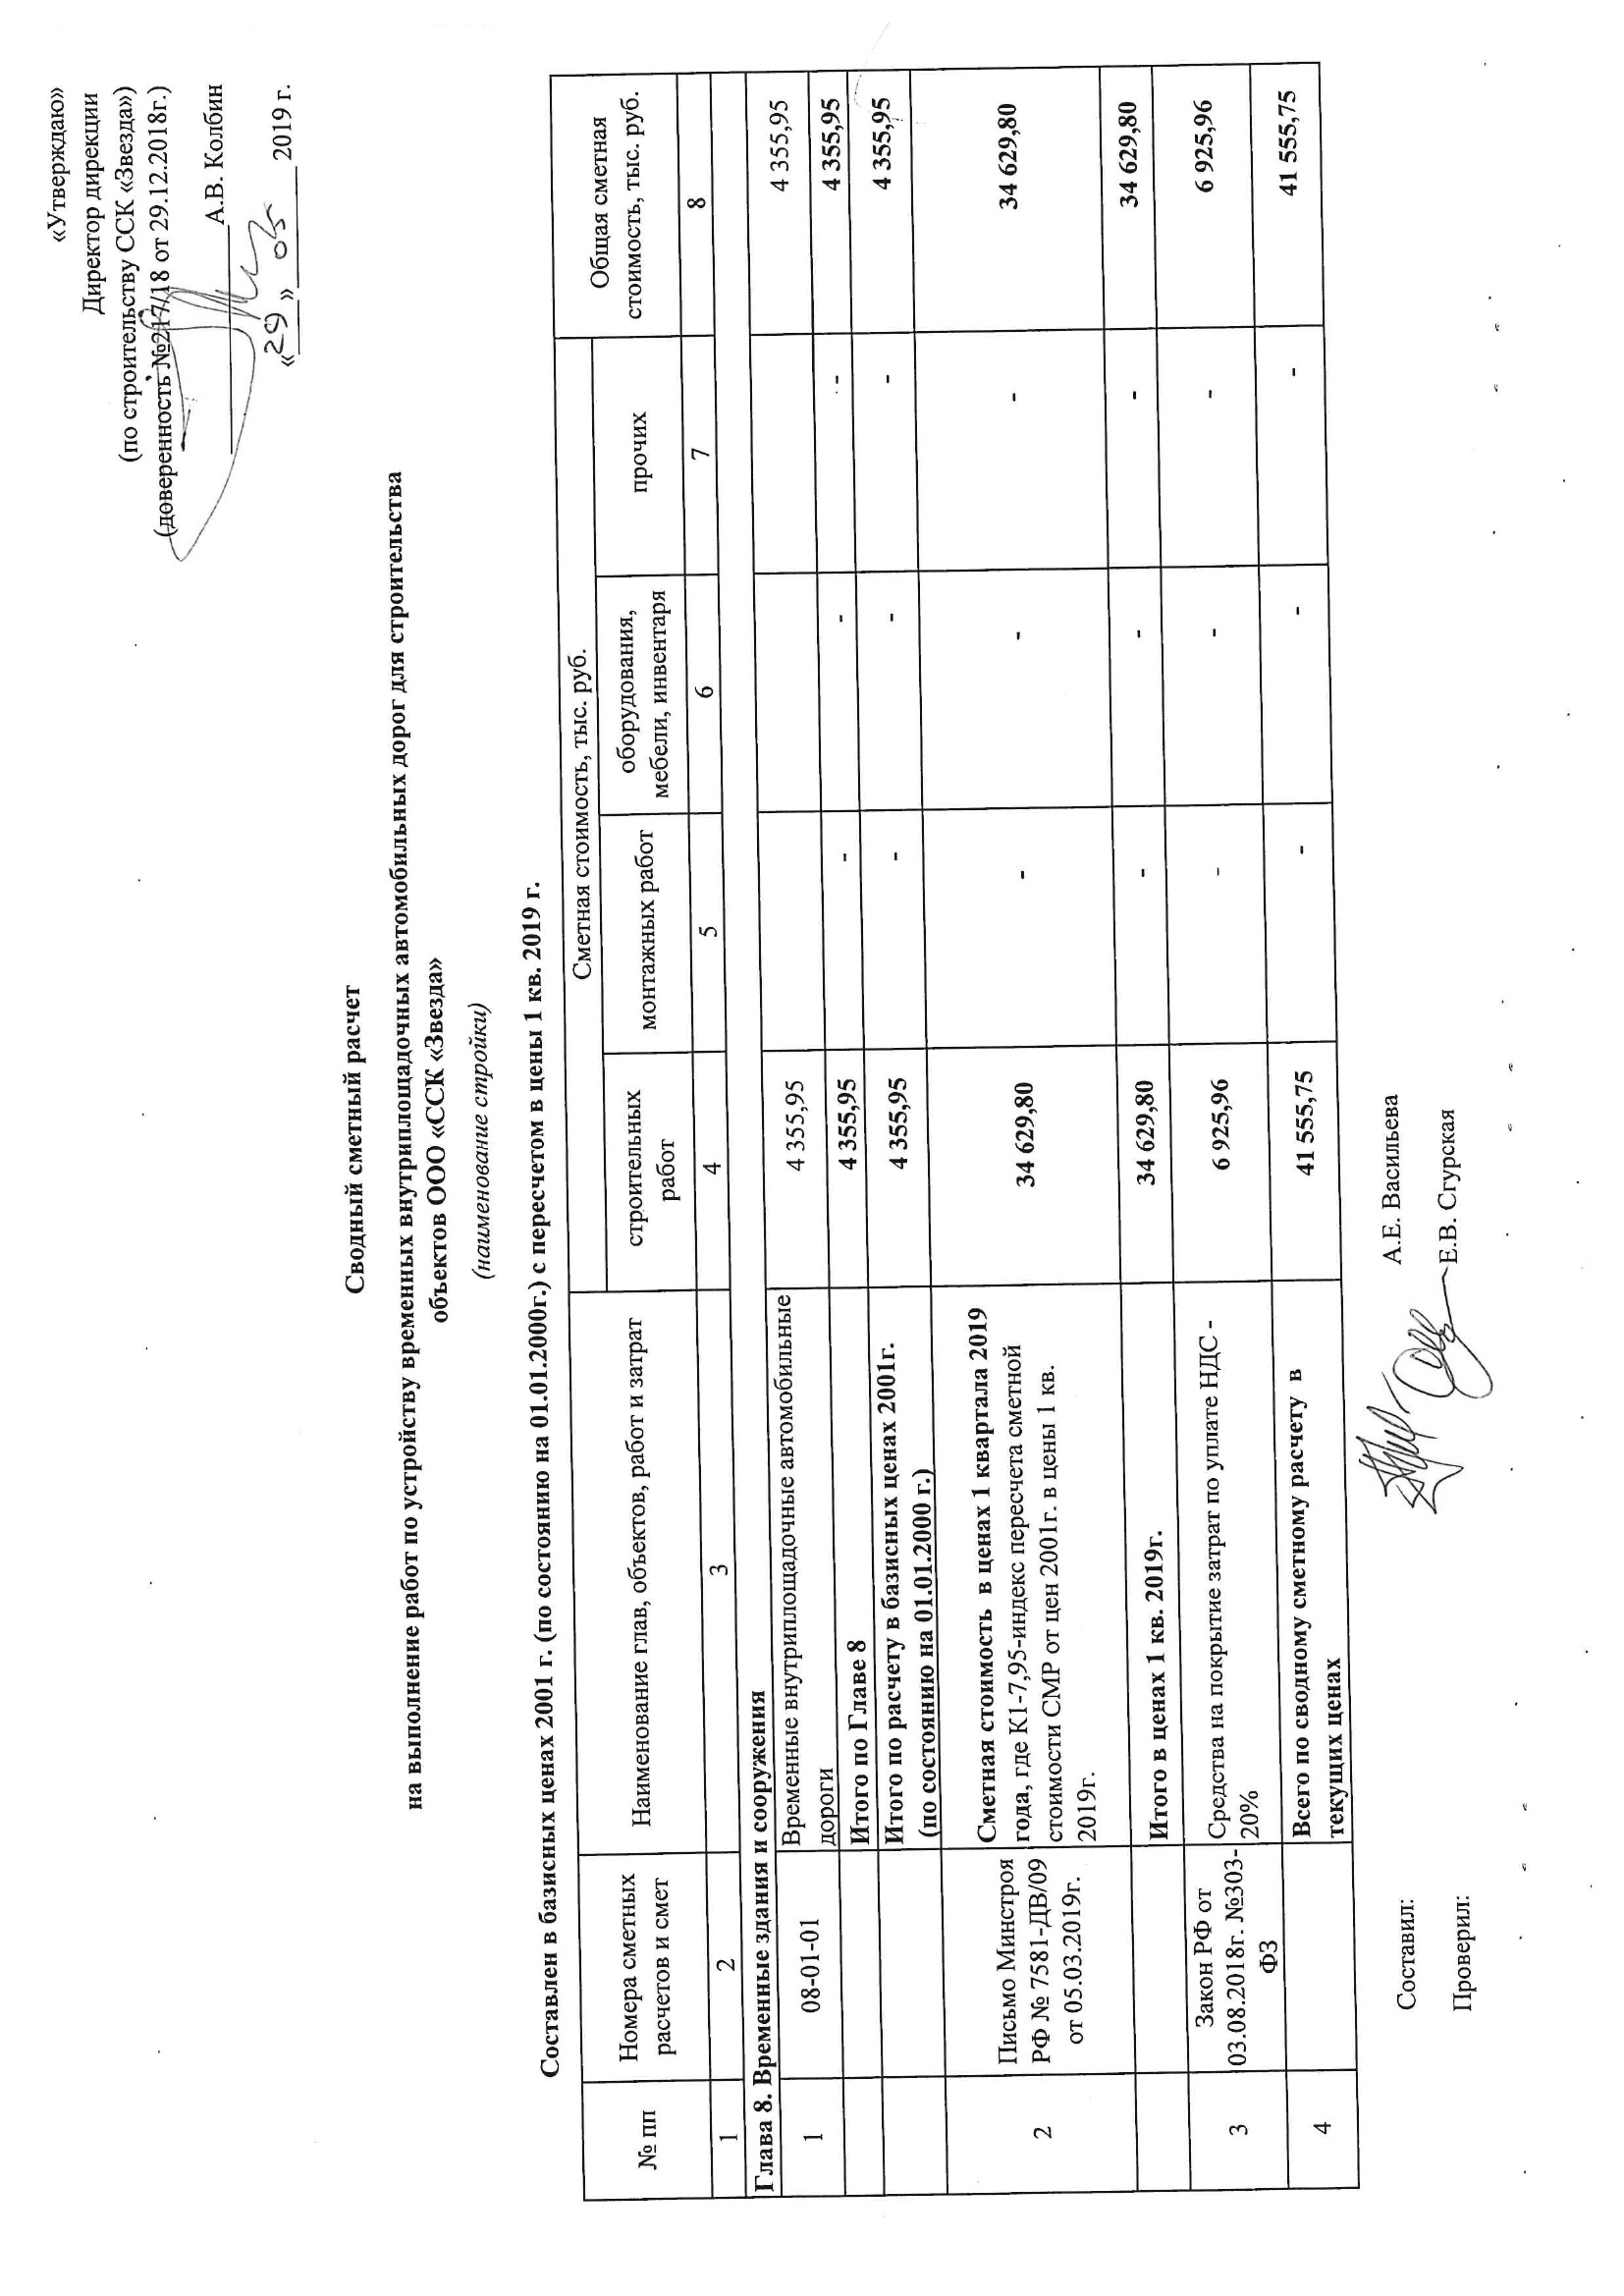 «Утверждаю»
Директор дирекции
(по строительству ССК «Звезда»)
(доверенность №217/18 от 29.12.2018г.)
А.В. Колбин
«29» 05 2019 г.
Сводный сметный расчет
на выполнение работ по устройству временных внутриплощадочных автомобильных дорог для строительства
объектов ООО «ССК «Звезда»
(наименование стройки)
Составлен в базисных ценах 2001 г. (по состоянию на 01.01.2000г.) с пересчетом в цены 1 кв. 2019 г.
№ пп
Номера сметных
расчетов и смет
Наименование глав, объектов, работ и затрат
Сметная стоимость, тыс. руб.
строительных
работ
монтажных работ
оборудования,
мебели, инвентаря
прочих
Общая сметная
стоимость, тыс. руб.
1 2 3 4 5 6 7 8
Глава 8. Временные здания и сооружения
1 08-01-01 Временные внутриплощадочные автомобильные 4 355,95 4 355,95
дороги
Итого по Главе 8 4 355,95 - - - 4 355,95
Итого по расчету в базисных ценах 2001г. 4 355,95 - - - 4 355,95
(по состоянию на 01.01.2000 г.)
2
Письмо Минстроя
РФ № 7581-ДВ/09
от 05.03.2019г.
Сметная стоимость в ценах 1 квартала 2019
года, где К1-7,95-индекс пересчета сметной
стоимости СМР от цен 2001г. в цены 1 кв.
2019г.
34 629,80 - - - 34 629,80
Итого в ценах 1 кв. 2019г. 34 629,80 - - - 34 629,80
3
Закон РФ от
03.08.2018г. №303-
ФЗ
Средства на покрытие затрат по уплате НДС -
20%
6 925,96 - - - 6 925,96
4
Всего по сводному сметному расчету в
текущих ценах
41 555,75 - - - 41 555,75
Составил: А.Е. Васильева
Проверил: Е.В. Сгурская